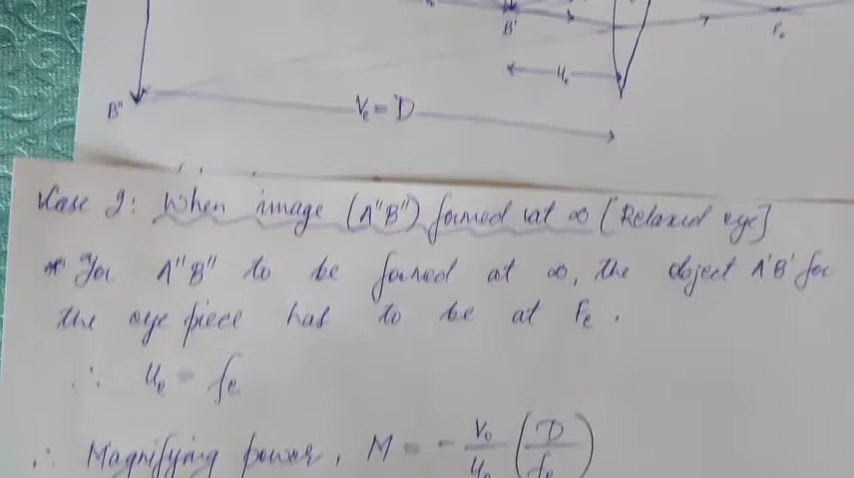 B'
Fe
ue
B"
Ve = D
Case 2: When image (A"B") formed at ∞ [Relaxed eye]
* For A"B" to be formed at ∞, the object A'B' for
the eye piece has to be at Fe.
∴ ue = fe
∴ Magnifying power, M = - Vo/uo (D/fe)